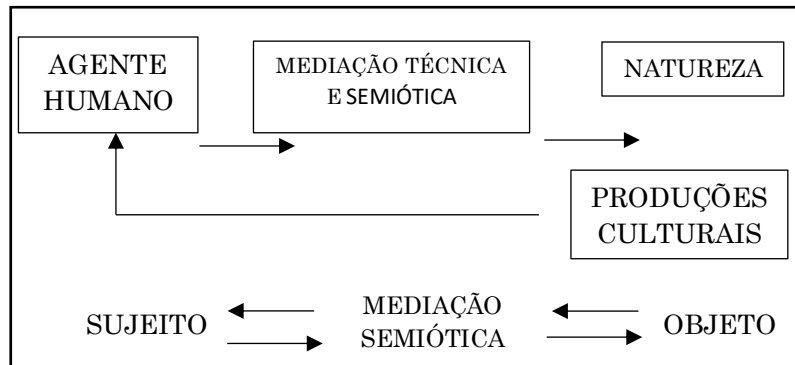 AGENTE
HUMANO
MEDIAÇÃO TÉCNICA
E SEMIÓTICA
NATUREZA
PRODUÇÕES
CULTURAIS
SUJEITO
MEDIAÇÃO
SEMIÓTICA
OBJETO